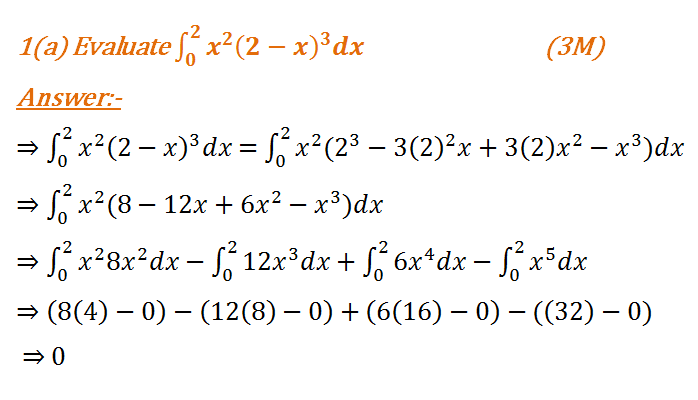 1(a) Evaluate ∫₀² x²(2 − x)³dx (3M)
Answer:-
⇒ ∫₀² x²(2 − x)³dx = ∫₀² x²(2³ − 3(2)²x + 3(2)x² − x³)dx
⇒ ∫₀² x²(8 − 12x + 6x² − x³)dx
⇒ ∫₀² x²8x²dx − ∫₀² 12x³dx + ∫₀² 6x⁴dx − ∫₀² x⁵dx
⇒ (8(4) − 0) − (12(8) − 0) + (6(16) − 0) − ((32) − 0)
⇒ 0